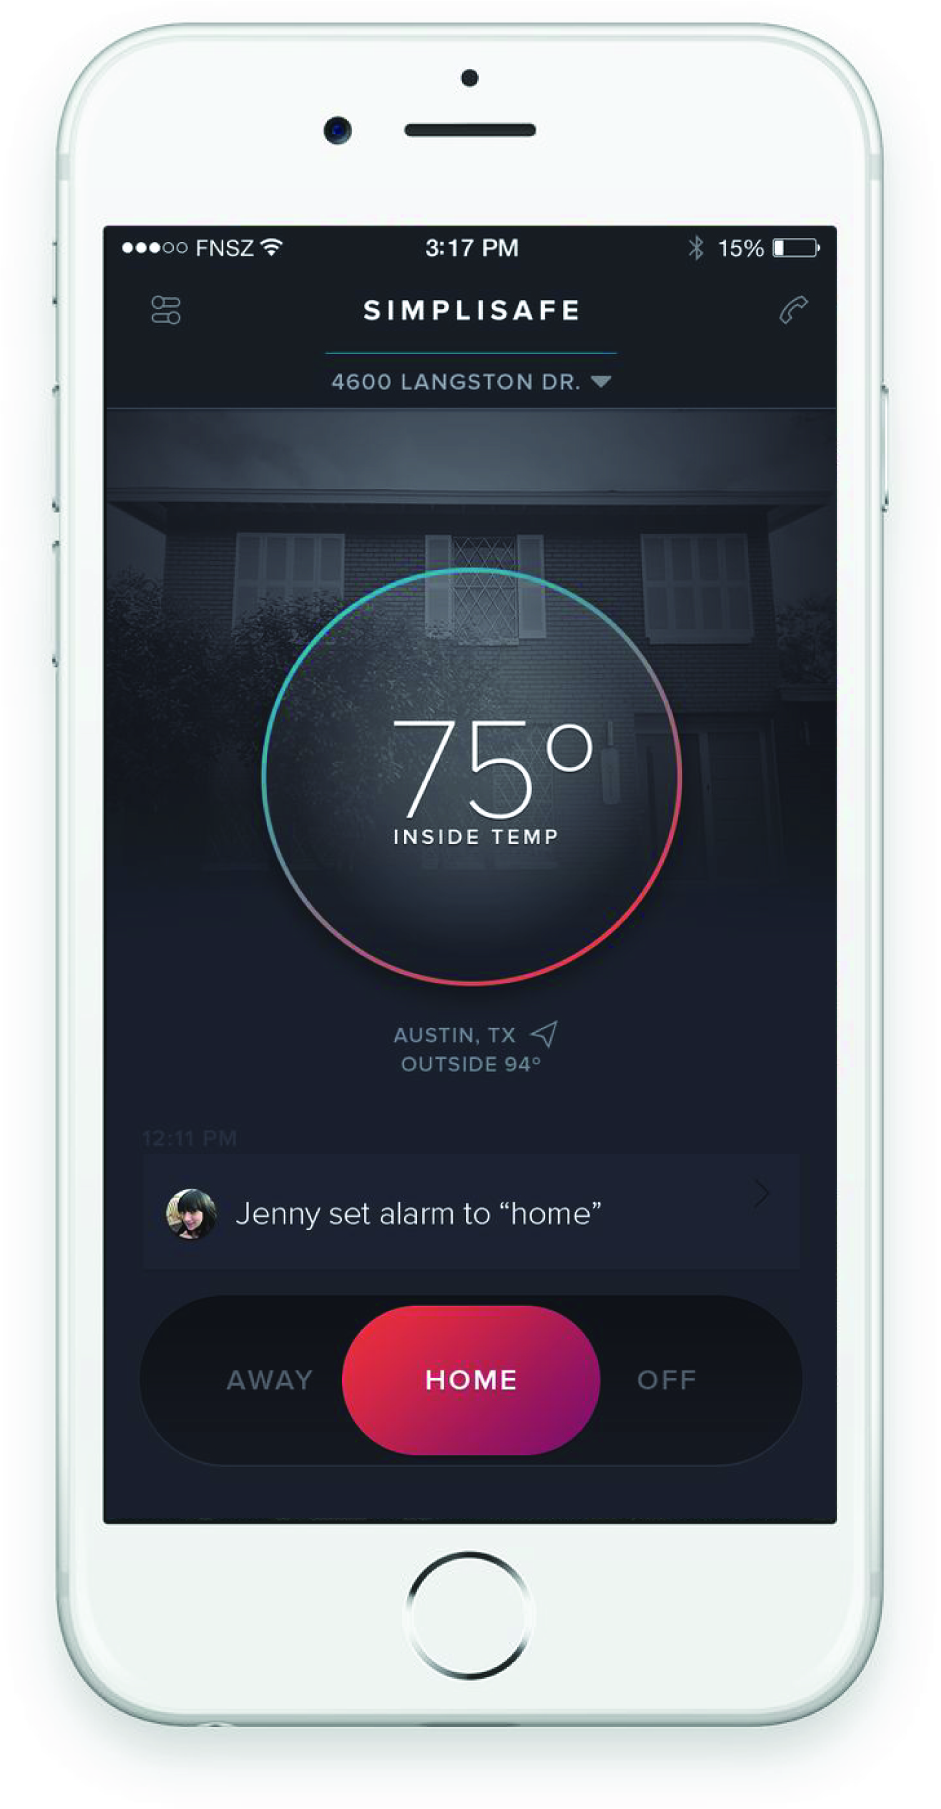 FNSZ 3:17 PM 15%
SIMPLISAFE
4600 LANGSTON DR.
75°
INSIDE TEMP
AUSTIN, TX
OUTSIDE 94°
12:11 PM
Jenny set alarm to “home”
AWAY HOME OFF